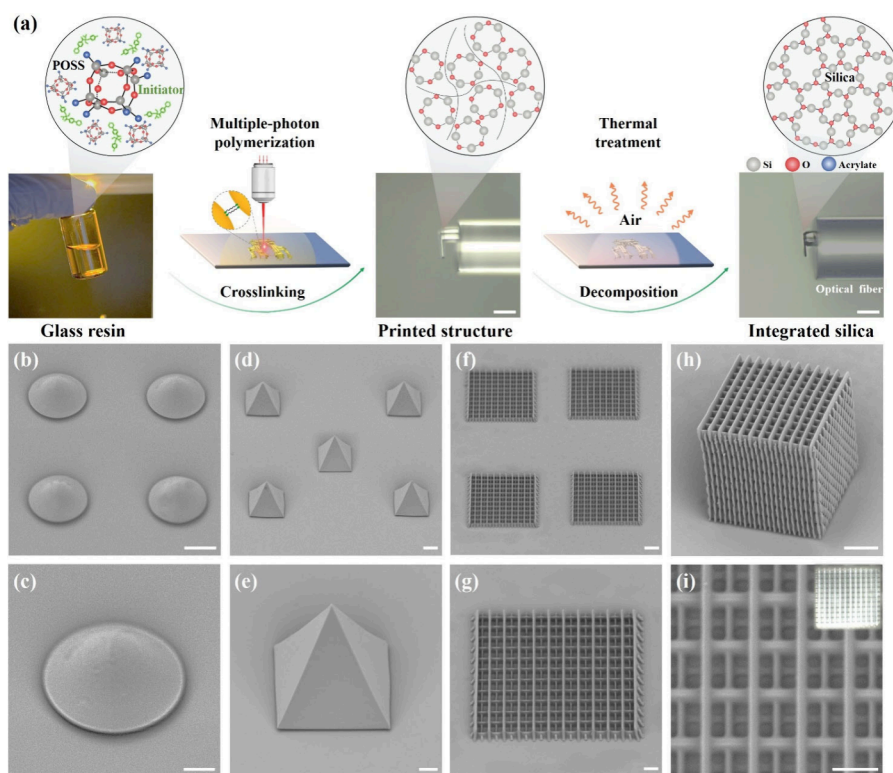 (a)
POSS
Initiator
Multiple-photon
polymerization
Crosslinking
Thermal
treatment
Air
Decomposition
Silica
Si
O
Acrylate
Optical fiber
Glass resin
Printed structure
Integrated silica
(b)
(d)
(f)
(h)
(c)
(e)
(g)
(i)